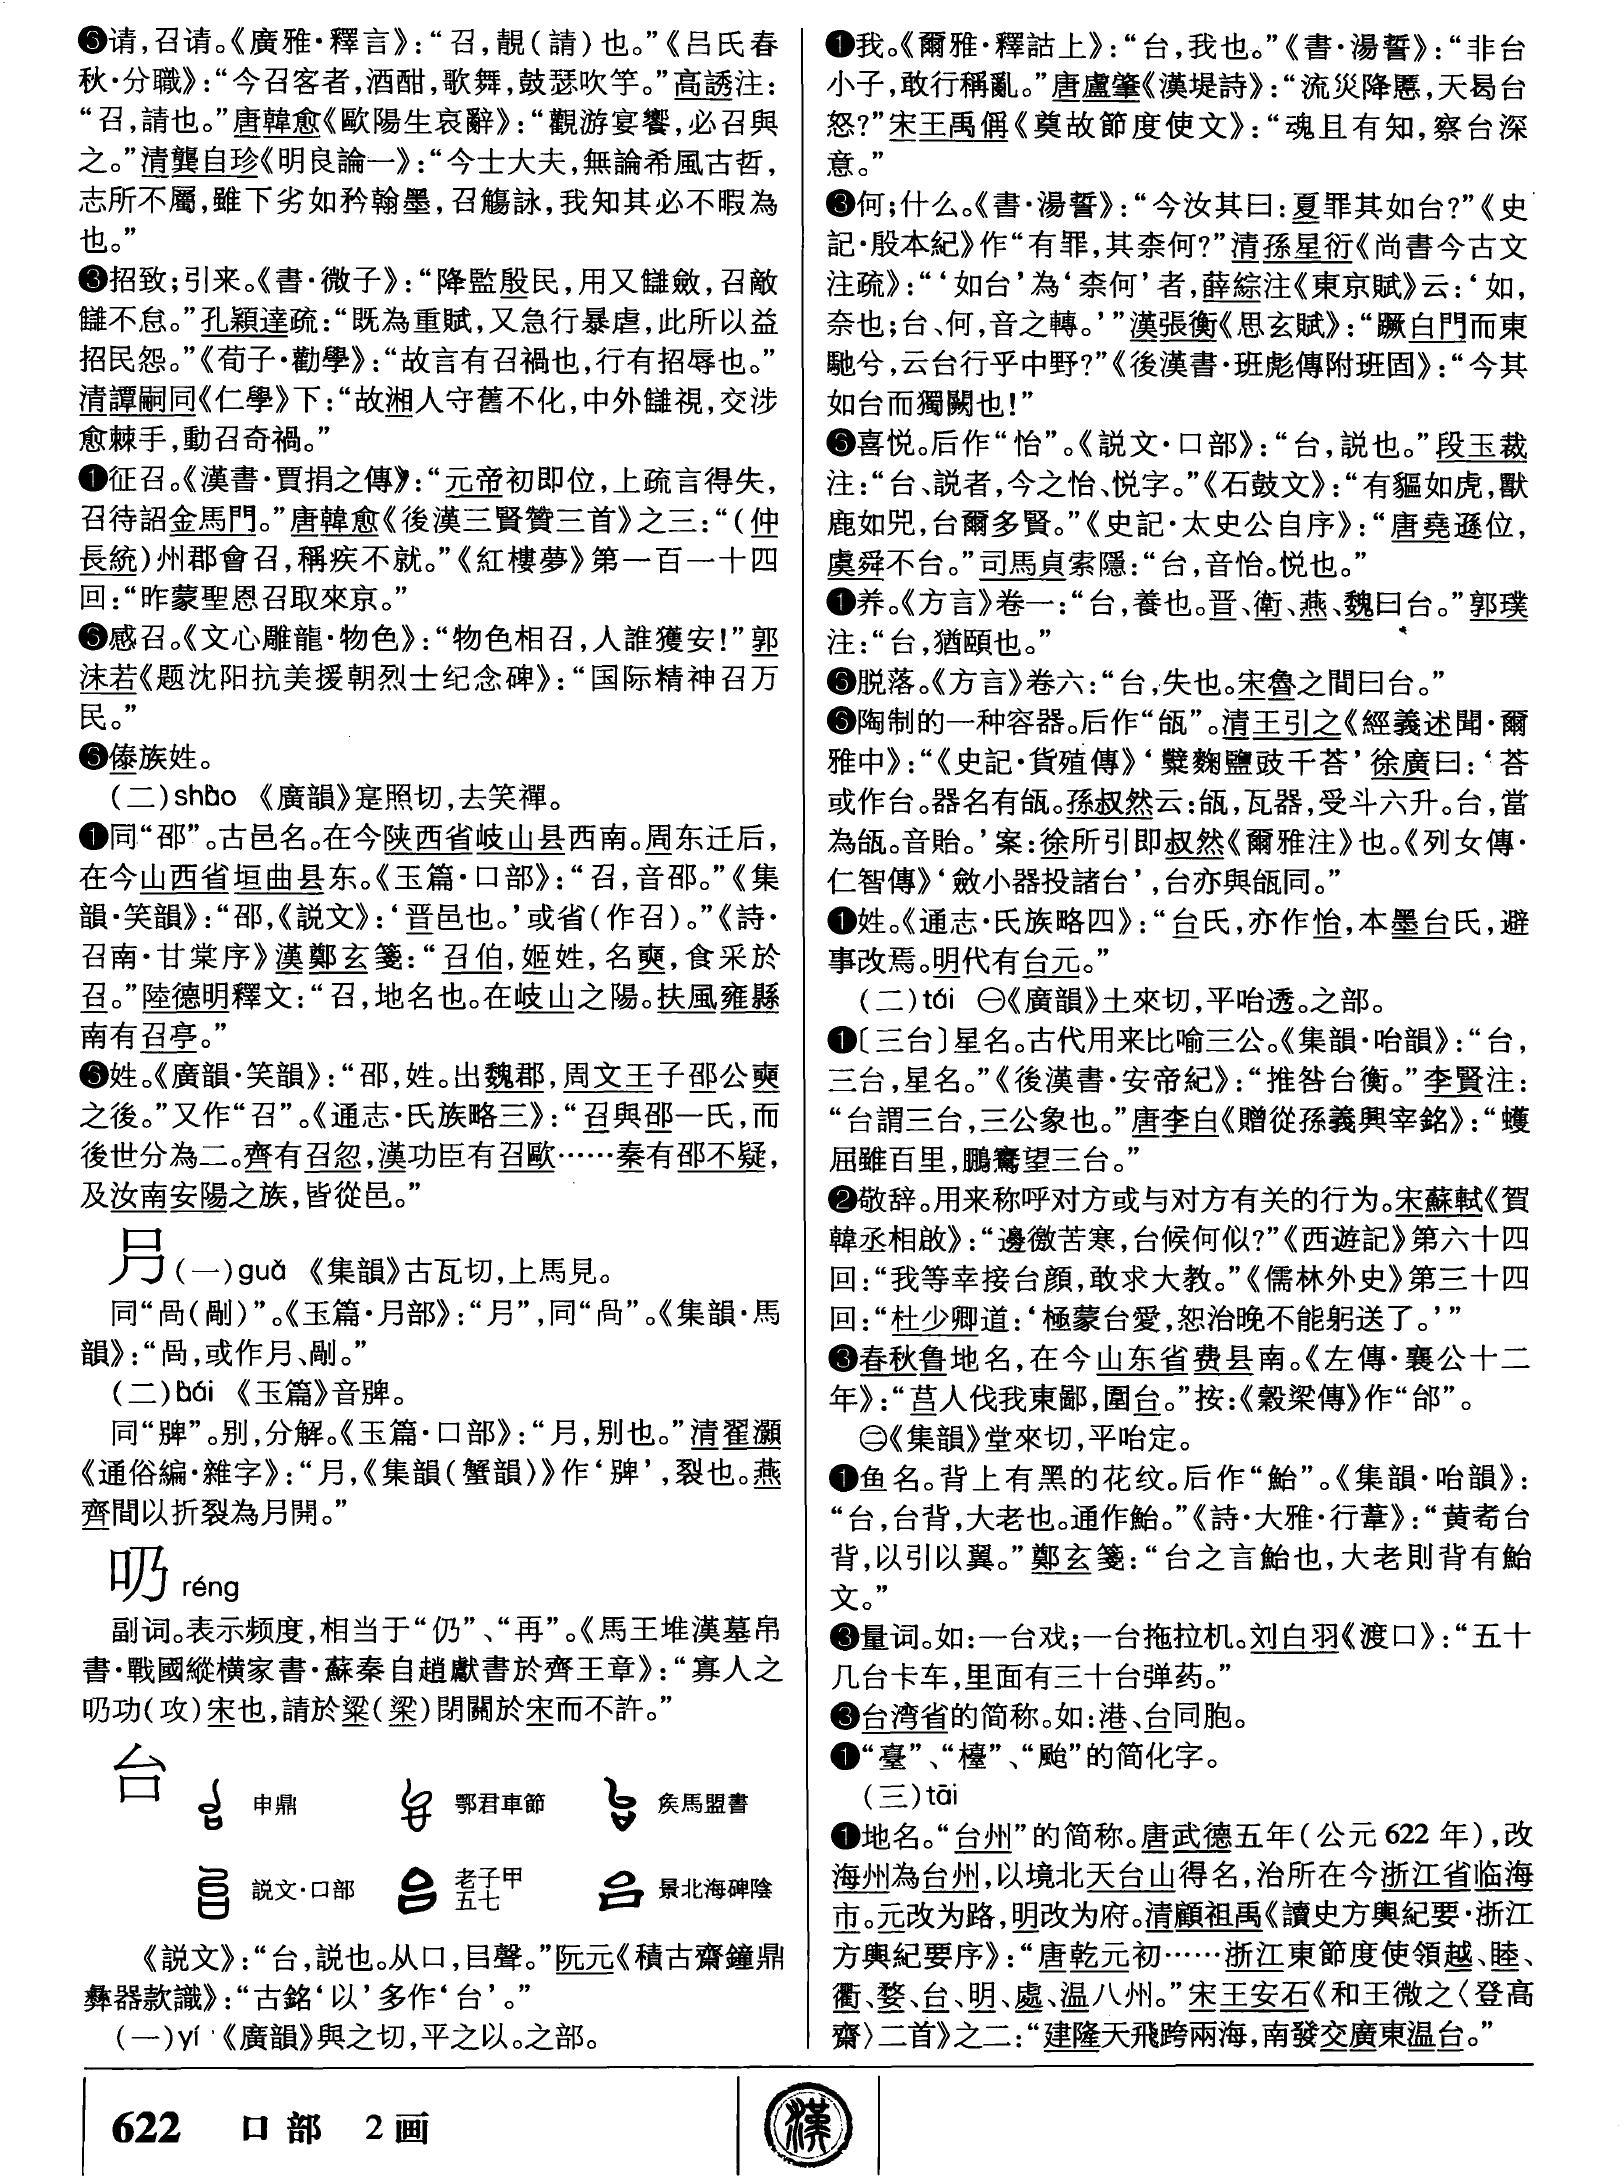 ❻请,召请。《廣雅·釋言》:“召,靚(請)也。”《吕氏春
秋·分職》:“今召客者,酒酣,歌舞,鼓瑟吹竽。”高誘注:
“召,請也。”唐韓愈《歐陽生哀辭》:“觀游宴饗,必召與
之。”清龔自珍《明良論一》:“今士大夫,無論希風古哲,
志所不屬,雖下劣如矜翰墨,召觴詠,我知其必不暇為
也。”
❸招致;引来。《書·微子》:“降監殷民,用乂讎斂,召敵
讎不怠。”孔穎達疏:“既為重賦,又急行暴虐,此所以益
招民怨。”《荀子·勸學》:“故言有召禍也,行有招辱也。”
清譚嗣同《仁學》下:“故湘人守舊不化,中外讎視,交涉
愈棘手,動召奇禍。”
❶征召。《漢書·賈捐之傳》:“元帝初即位,上疏言得失,
召待詔金馬門。”唐韓愈《後漢三賢贊三首》之三:“(仲
長統)州郡會召,稱疾不就。”《紅樓夢》第一百一十四
回:“昨蒙聖恩召取來京。”
❻感召。《文心雕龍·物色》:“物色相召,人誰獲安!”郭
沫若《题沈阳抗美援朝烈士纪念碑》:“国际精神召万
民。”
❻傣族姓。
(二)shào 《廣韻》寔照切,去笑禪。
❶同“邵”。古邑名。在今陕西省岐山县西南。周东迁后,
在今山西省垣曲县东。《玉篇·口部》:“召,音邵。”《集
韻·笑韻》:“邵,《説文》:‘晋邑也。’或省(作召)。”《詩·
召南·甘棠序》漢鄭玄箋:“召伯,姬姓,名奭,食采於
召。”陸德明釋文:“召,地名也。在岐山之陽。扶風雍縣
南有召亭。”
❻姓。《廣韻·笑韻》:“邵,姓。出魏郡,周文王子邵公奭
之後。”又作“召”。《通志·氏族略三》:“召與邵一氏,而
後世分為二。齊有召忽,漢功臣有召歐……秦有邵不疑,
及汝南安陽之族,皆從邑。”
(一)guǎ 《集韻》古瓦切,上馬見。
(二)bǎi 《玉篇》音牌。
叨 réng
副词。表示频度,相当于“仍”、“再”。《馬王堆漢墓帛
書·戰國縱横家書·蘇秦自趙獻書於齊王章》:“寡人之
功(攻)宋也,請於梁(梁)閉關於宋而不許。”
台
申鼎 鄂君車節 矦馬盟書
説文·口部 老子甲五七 景北海碑陰
《説文》:“台,説也。从口,㠯聲。”阮元《積古齋鐘鼎
彝器款識》:“古銘‘以’多作‘台’。”
(一)yí 《廣韻》與之切,平之以。之部。
❶我。《爾雅·釋詁上》:“台,我也。”《書·湯誓》:“非台
小子,敢行稱亂。”唐盧肇《漢堤詩》:“流災降慝,天曷台
怒?”宋王禹偁《奠故節度使文》:“魂且有知,察台深
意。”
❸何;什么。《書·湯誓》:“今汝其曰:夏罪其如台?”《史
記·殷本紀》作“有罪,其柰何?”清孫星衍《尚書今古文
注疏》:“‘如台’為‘柰何’者,薛綜注《東京賦》云:‘如,
奈也;台、何,音之轉。’”漢張衡《思玄賦》:“蹶白門而東
馳兮,云台行乎中野?”《後漢書·班彪傳附班固》:“今其
如台而獨闕也!”
❻喜悦。后作“怡”。《説文·口部》:“台,説也。”段玉裁
注:“台、説者,今之怡、悦字。”《石鼓文》:“有貙如虎,獸
鹿如兕,台爾多賢。”《史記·太史公自序》:“唐堯遜位,
虞舜不台。”司馬貞索隱:“台,音怡。悦也。”
❶养。《方言》卷一:“台,養也。晋、衛、燕、魏曰台。”郭璞
注:“台,猶頤也。”
❻脱落。《方言》卷六:“台,失也。宋魯之間曰台。”
❻陶制的一种容器。后作“瓵”。清王引之《經義述聞·爾
雅中》:“《史記·貨殖傳》‘糱麴鹽豉千荅’徐廣曰:‘荅
或作台。器名有瓵。孫叔然云:瓵,瓦器,受斗六升。台,當
為瓵。音貽。’案:徐所引即叔然《爾雅注》也。《列女傳·
仁智傳》‘斂小器投諸台’,台亦與瓵同。”
❶姓。《通志·氏族略四》:“台氏,亦作怡,本墨台氏,避
事改焉。明代有台元。”
(二)tái ㊀《廣韻》土來切,平咍透。之部。
❶〔三台〕星名。古代用来比喻三公。《集韻·咍韻》:“台,
三台,星名。”《後漢書·安帝紀》:“推咎台衡。”李賢注:
“台謂三台,三公象也。”唐李白《贈從孫義興宰銘》:“蠖
屈雖百里,鵬騫望三台。”
❷敬辞。用来称呼对方或与对方有关的行为。宋蘇軾《賀
韓丞相啟》:“邊徼苦寒,台候何似?”《西遊記》第六十四
回:“我等幸接台顔,敢求大教。”《儒林外史》第三十四
回:“杜少卿道:‘極蒙台愛,恕治晚不能躬送了。’”
❸春秋鲁地名,在今山东省费县南。《左傳·襄公十二
年》:“莒人伐我東鄙,圍台。”按:《穀梁傳》作“邰”。
㊁《集韻》堂來切,平咍定。
❶鱼名。背上有黑的花纹。后作“鮐”。《集韻·咍韻》:
“台,台背,大老也。通作鮐。”《詩·大雅·行葦》:“黄耇台
背,以引以翼。”鄭玄箋:“台之言鮐也,大老則背有鮐
文。”
❸量词。如:一台戏;一台拖拉机。刘白羽《渡口》:“五十
几台卡车,里面有三十台弹药。”
❸台湾省的简称。如:港、台同胞。
❶“臺”、“檯”、“颱”的简化字。
(三)tāi
❶地名。“台州”的简称。唐武德五年(公元622年),改
海州為台州,以境北天台山得名,治所在今浙江省临海
市。元改为路,明改为府。清顧祖禹《讀史方輿紀要·浙江
方輿紀要序》:“唐乾元初……浙江東節度使領越、睦、
衢、婺、台、明、處、温八州。”宋王安石《和王微之〈登高
齋〉二首》之二:“建隆天飛跨兩海,南發交廣東温台。”
622 口部 2画
漢